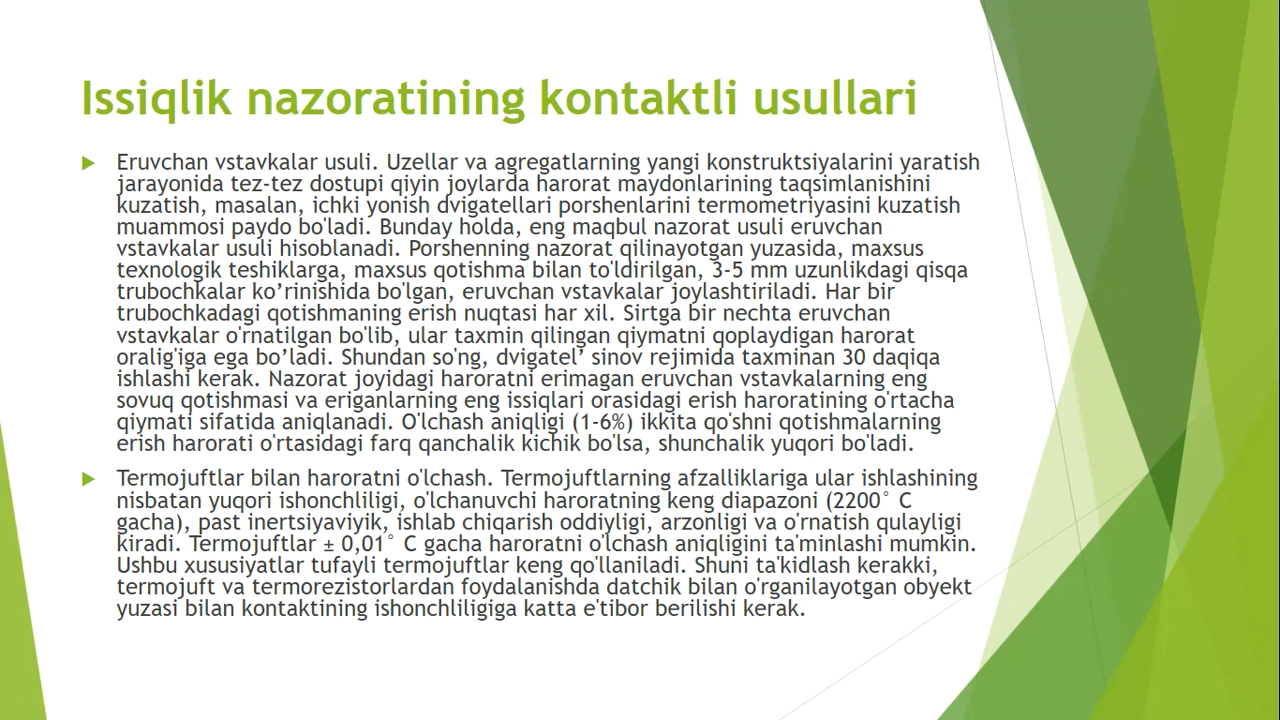 Issiqlik nazoratining kontaktli usullari
Eruvchan vstavkalar usuli. Uzellar va agregatlarning yangi konstruktsiyalarini yaratish
jarayonida tez-tez dostupi qiyin joylarda harorat maydonlarining taqsimlanishini
kuzatish, masalan, ichki yonish dvigatellari porshenlarini termometriyasini kuzatish
muammosi paydo bo'ladi. Bunday holda, eng maqbul nazorat usuli eruvchan
vstavkalar usuli hisoblanadi. Porshenning nazorat qilinayotgan yuzasida, maxsus
texnologik teshiklarga, maxsus qotishma bilan to'ldirilgan, 3-5 mm uzunlikdagi qisqa
trubochkalar ko’rinishida bo'lgan, eruvchan vstavkalar joylashtiriladi. Har bir
trubochkadagi qotishmaning erish nuqtasi har xil. Sirtga bir nechta eruvchan
vstavkalar o'rnatilgan bo'lib, ular taxmin qilingan qiymatni qoplaydigan harorat
oralig'iga ega bo’ladi. Shundan so'ng, dvigatel’ sinov rejimida taxminan 30 daqiqa
ishlashi kerak. Nazorat joyidagi haroratni erimagan eruvchan vstavkalarning eng
sovuq qotishmasi va eriganlarning eng issiqlari orasidagi erish haroratining o'rtacha
qiymati sifatida aniqlanadi. O'lchash aniqligi (1-6%) ikkita qo'shni qotishmalarning
erish harorati o'rtasidagi farq qanchalik kichik bo'lsa, shunchalik yuqori bo'ladi.
Termojuftlar bilan haroratni o'lchash. Termojuftlarning afzalliklariga ular ishlashining
nisbatan yuqori ishonchliligi, o'lchanuvchi haroratning keng diapazoni (2200° C
gacha), past inertsiyaviyik, ishlab chiqarish oddiyligi, arzonligi va o'rnatish qulayligi
kiradi. Termojuftlar ± 0,01° C gacha haroratni o'lchash aniqligini ta'minlashi mumkin.
Ushbu xususiyatlar tufayli termojuftlar keng qo'llaniladi. Shuni ta'kidlash kerakki,
termojuft va termorezistorlardan foydalanishda datchik bilan o'rganilayotgan obyekt
yuzasi bilan kontaktining ishonchliligiga katta e'tibor berilishi kerak.